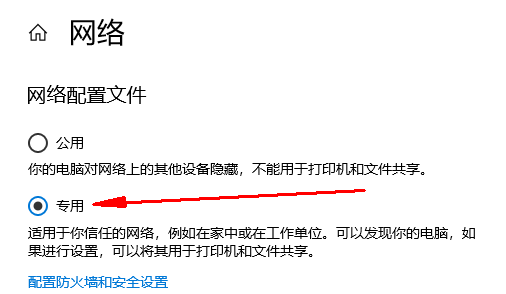 网络
网络配置文件
公用
你的电脑对网络上的其他设备隐藏，不能用于打印机和文件共享。
专用
适用于你信任的网络，例如在家中或在工作单位。可以发现你的电脑，如
果进行设置，可以将其用于打印机和文件共享。
配置防火墙和安全设置